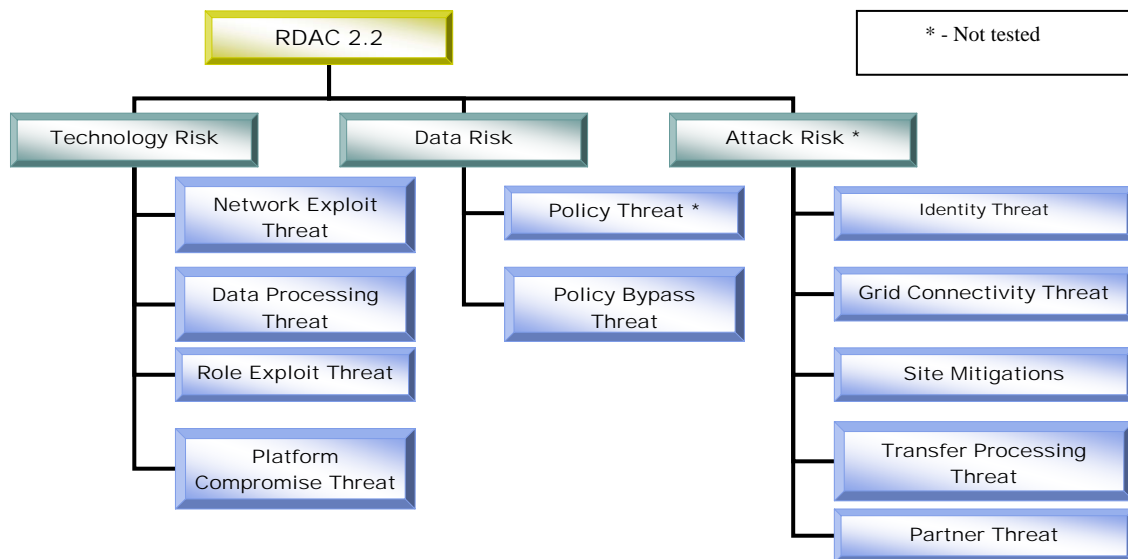 RDAC 2.2
* - Not tested
Technology Risk
Data Risk
Attack Risk *
Network Exploit
Threat
Data Processing
Threat
Role Exploit Threat
Platform
Compromise Threat
Policy Threat *
Policy Bypass
Threat
Identity Threat
Grid Connectivity Threat
Site Mitigations
Transfer Processing
Threat
Partner Threat